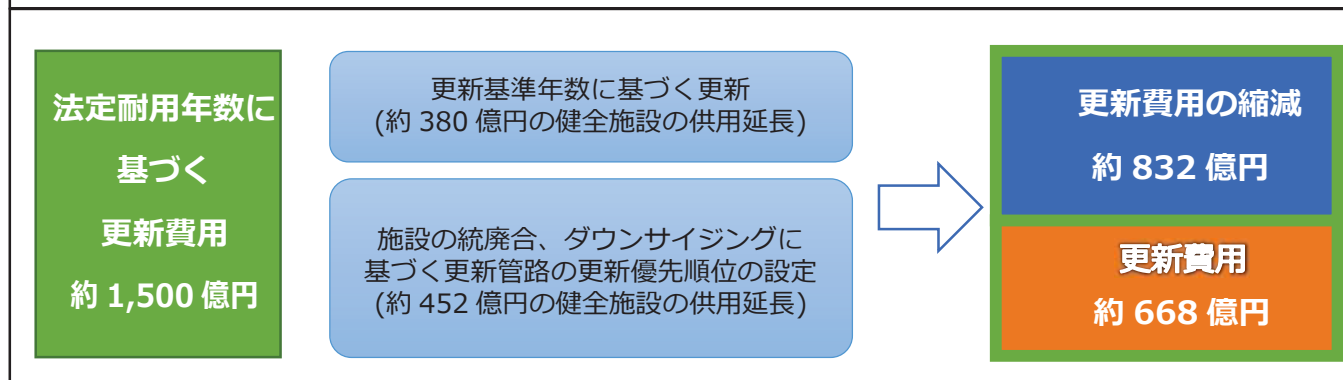 法定耐用年数に
基づく
更新費用
約 1,500 億円
更新基準年数に基づく更新
(約 380 億円の健全施設の供用延長)
施設の統廃合、ダウンサイジングに
基づく更新管路の更新優先順位の設定
(約 452 億円の健全施設の供用延長)
更新費用の縮減
約 832 億円
更新費用
約 668 億円